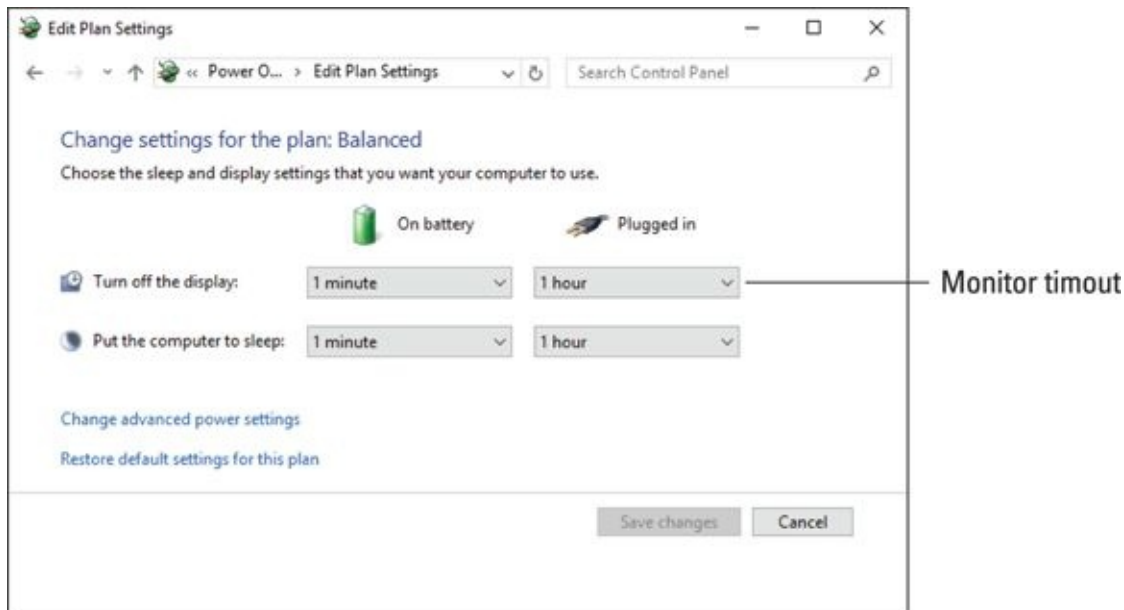 Edit Plan Settings
« Power O... > Edit Plan Settings
Search Control Panel
Change settings for the plan: Balanced
Choose the sleep and display settings that you want your computer to use.
On battery Plugged in
Turn off the display: 1 minute 1 hour Monitor timout
Put the computer to sleep: 1 minute 1 hour
Change advanced power settings
Restore default settings for this plan
Save changes Cancel